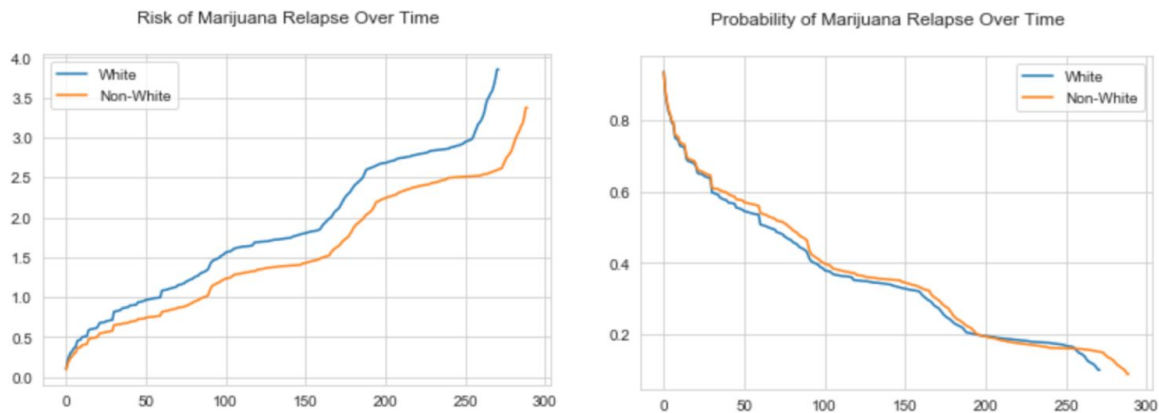 Risk of Marijuana Relapse Over Time
4.0
3.5
3.0
2.5
2.0
1.5
1.0
0.5
0.0
White
Non-White
0 50 100 150 200 250 300
Probability of Marijuana Relapse Over Time
White
Non-White
0.8
0.6
0.4
0.2
0 50 100 150 200 250 300